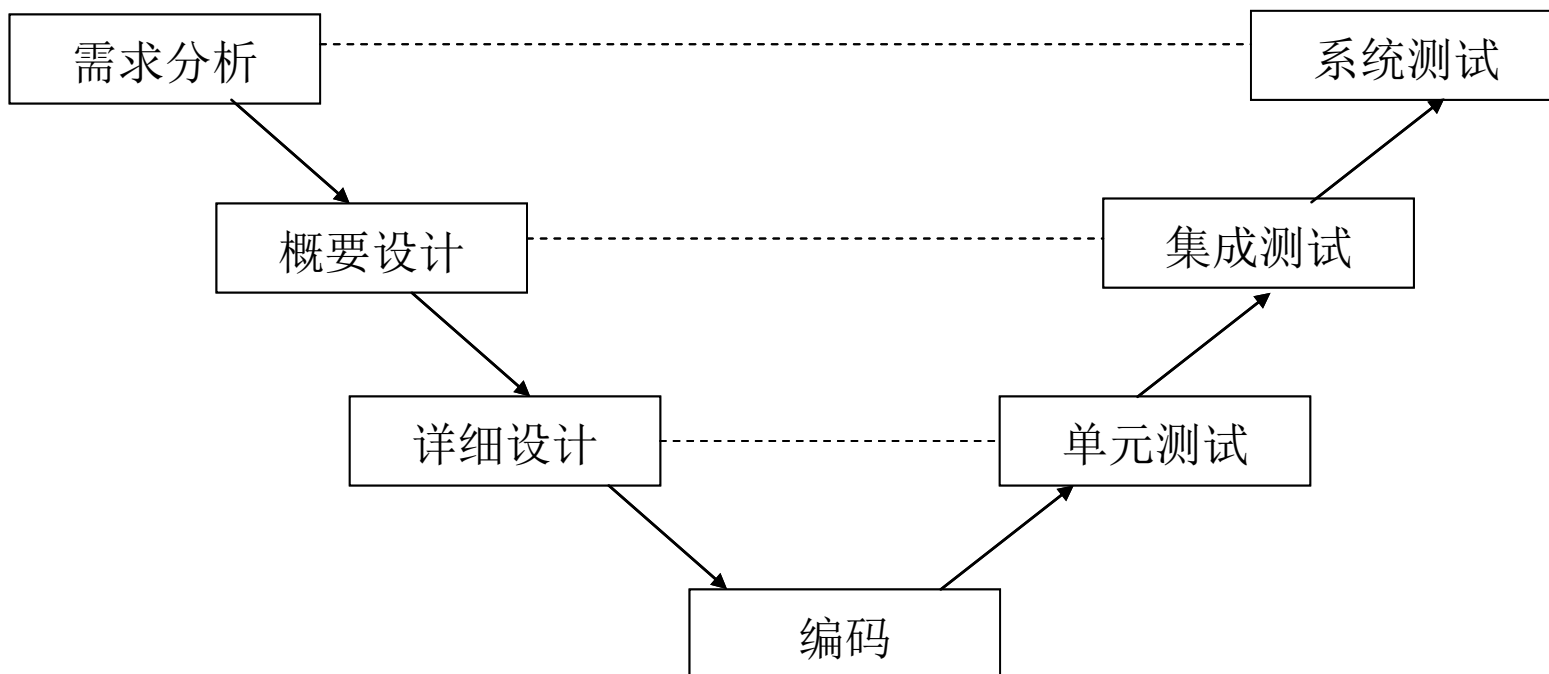 需求分析
系统测试
概要设计
集成测试
详细设计
单元测试
编码